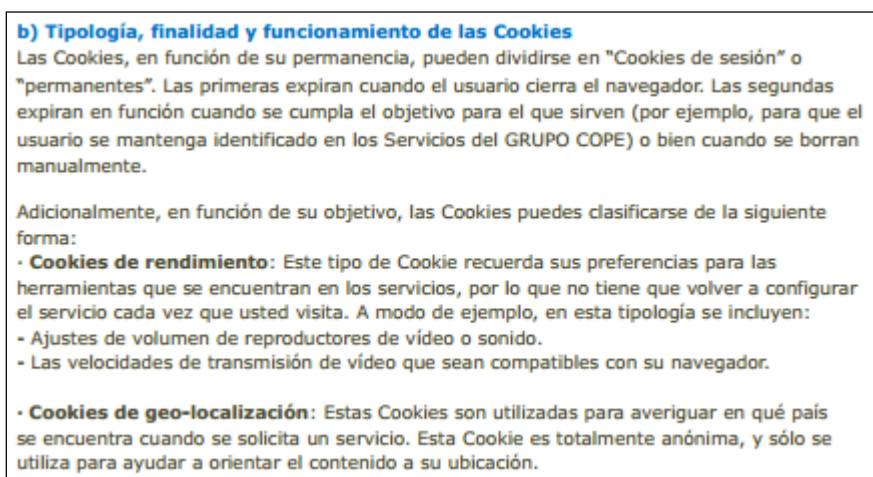 b) Tipología, finalidad y funcionamiento de las Cookies
Las Cookies, en función de su permanencia, pueden dividirse en “Cookies de sesión” o
“permanentes”. Las primeras expiran cuando el usuario cierra el navegador. Las segundas
expiran en función cuando se cumpla el objetivo para el que sirven (por ejemplo, para que el
usuario se mantenga identificado en los Servicios del GRUPO COPE) o bien cuando se borran
manualmente.
Adicionalmente, en función de su objetivo, las Cookies puedes clasificarse de la siguiente
forma:
· Cookies de rendimiento: Este tipo de Cookie recuerda sus preferencias para las
herramientas que se encuentran en los servicios, por lo que no tiene que volver a configurar
el servicio cada vez que usted visita. A modo de ejemplo, en esta tipología se incluyen:
- Ajustes de volumen de reproductores de vídeo o sonido.
- Las velocidades de transmisión de vídeo que sean compatibles con su navegador.
· Cookies de geo-localización: Estas Cookies son utilizadas para averiguar en qué país
se encuentra cuando se solicita un servicio. Esta Cookie es totalmente anónima, y sólo se
utiliza para ayudar a orientar el contenido a su ubicación.